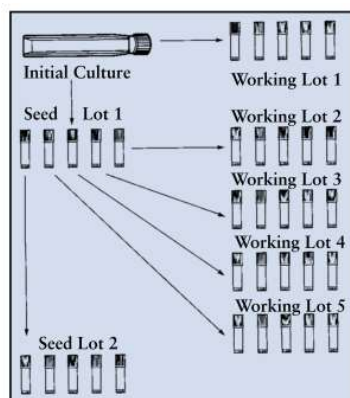 Initial Culture
Working Lot 1
Seed Lot 1
Working Lot 2
Working Lot 3
Working Lot 4
Working Lot 5
Seed Lot 2